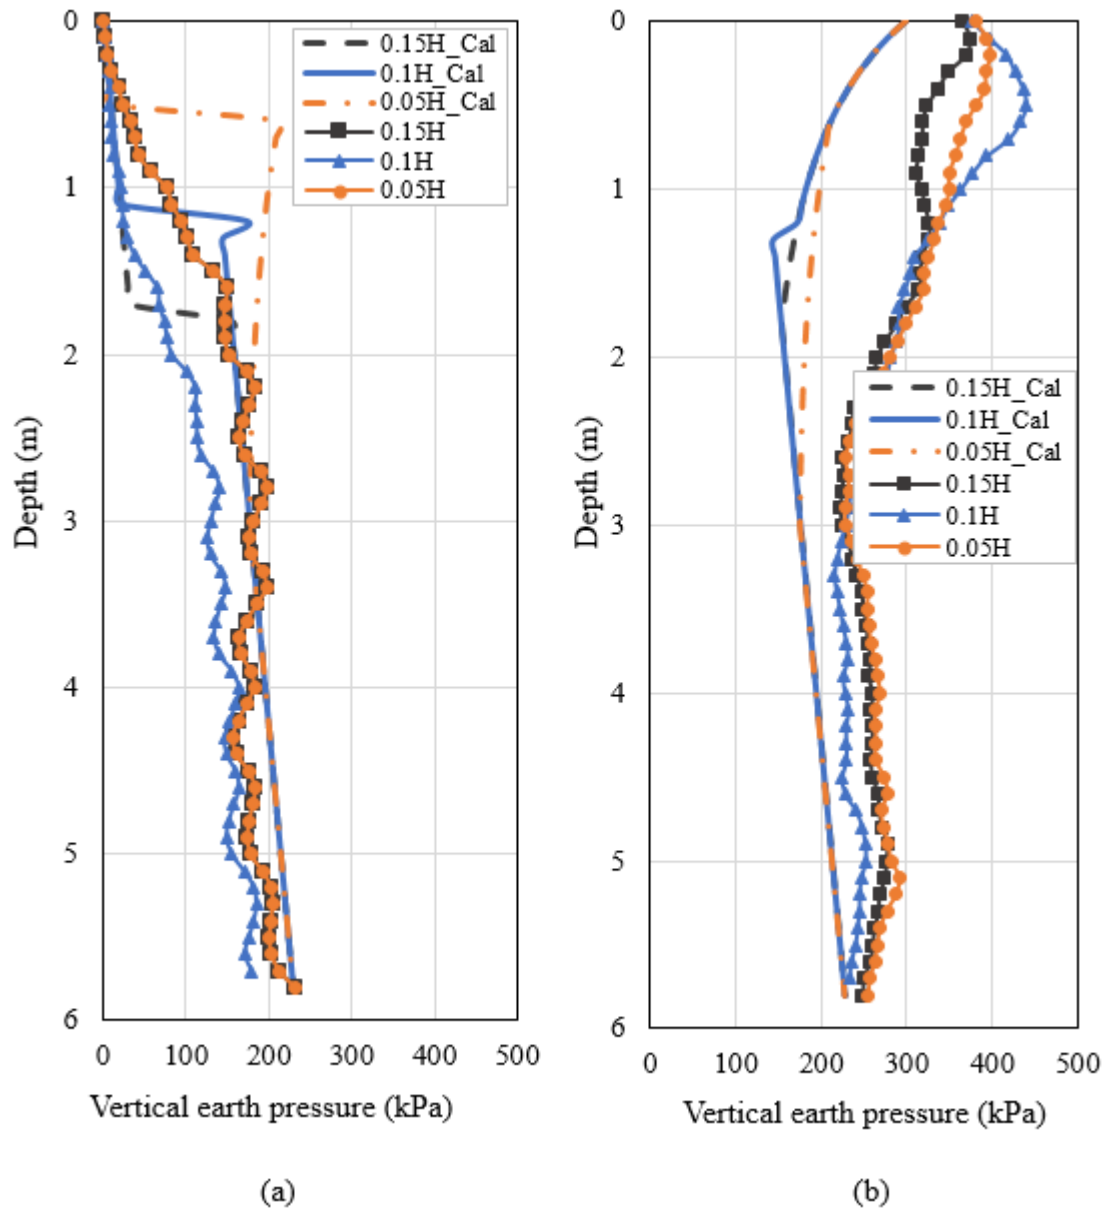 0.15H_Cal
0.1H_Cal
0.05H_Cal
0.15H
0.1H
0.05H
0
1
2
3
4
5
6
Depth (m)
0 100 200 300 400 500
Vertical earth pressure (kPa)
(a)
0.15H_Cal
0.1H_Cal
0.05H_Cal
0.15H
0.1H
0.05H
0
1
2
3
4
5
6
Depth (m)
0 100 200 300 400 500
Vertical earth pressure (kPa)
(b)